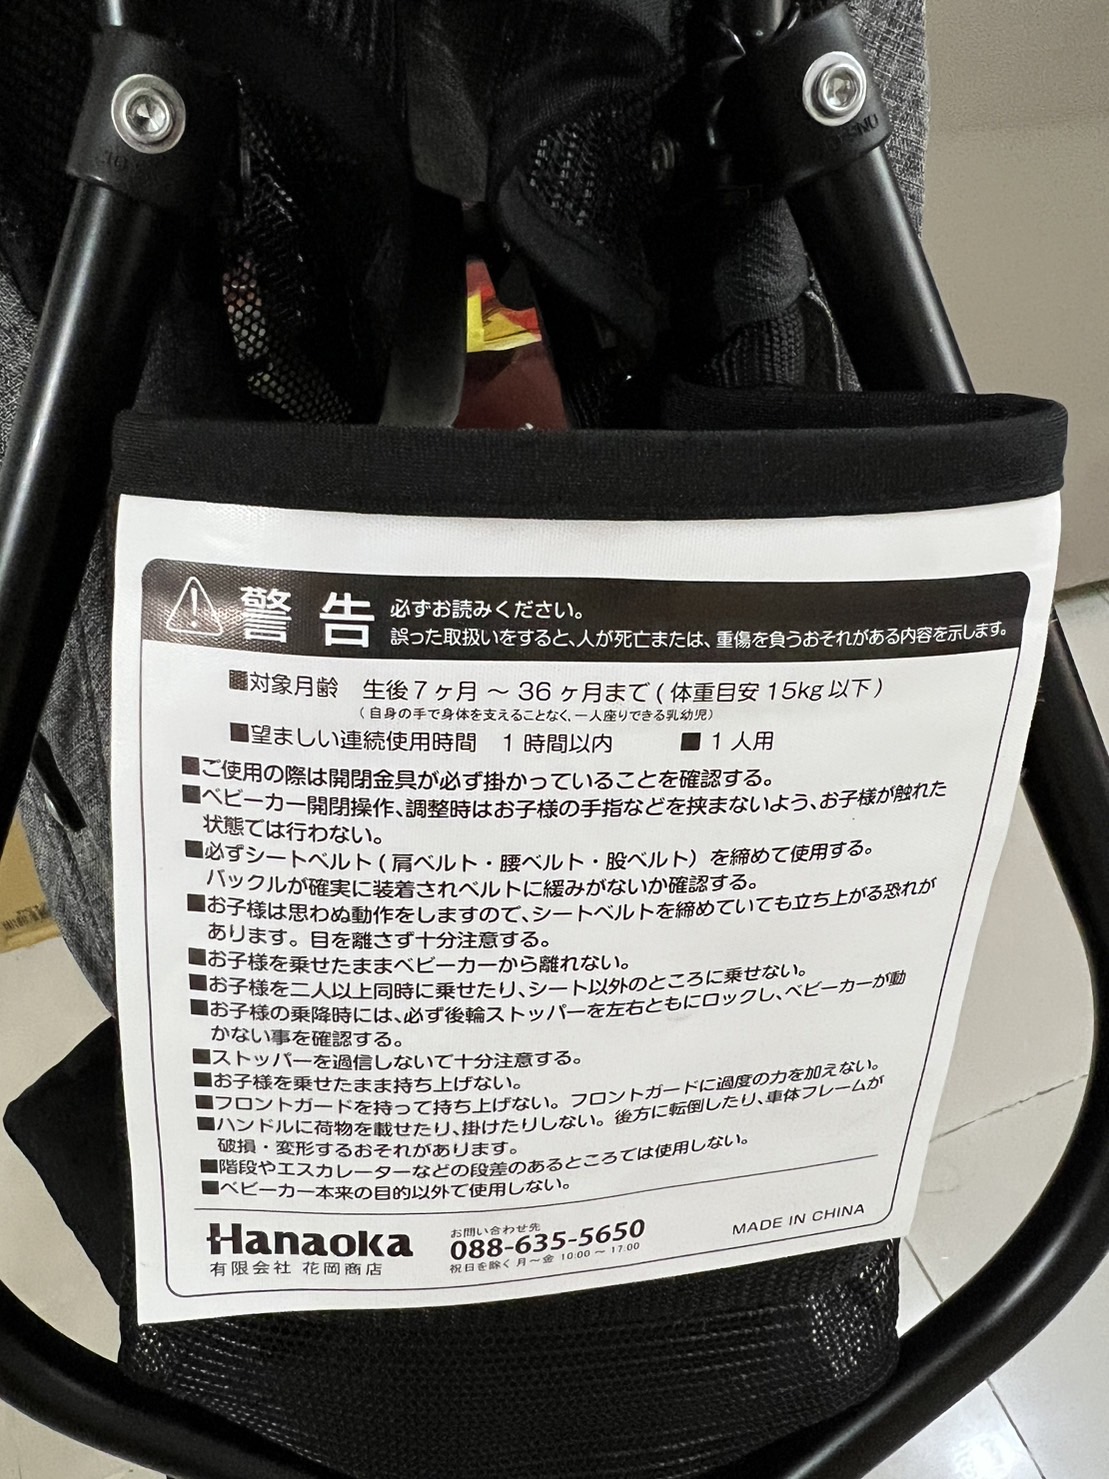 警告
必ずお読みください。
誤った取扱いをすると、人が死亡または、重傷を負うおそれがある内容を示します。
■対象月齢 生後7ヶ月 ~ 36ヶ月まで(体重目安 15kg 以下)
(自身の手で身体を支えることなく、一人座りできる乳幼児)
■望ましい連続使用時間 1時間以内 ■1人用
■ご使用の際は開閉金具が必ず掛かっていることを確認する。
■ベビーカー開閉操作、調整時はお子様の手指などを挟まないよう、お子様が触れた
状態では行わない。
■必ずシートベルト(肩ベルト・腰ベルト・股ベルト)を締めて使用する。
バックルが確実に装着されベルトに緩みがないか確認する。
■お子様は思わぬ動作をしますので、シートベルトを締めていても立ち上がる恐れが
あります。目を離さず十分注意する。
■お子様を乗せたままベビーカーから離れない。
■お子様を二人以上同時に乗せたり、シート以外のところに乗せない。
■お子様の乗降時には、必ず後輪ストッパーを左右ともにロックし、ベビーカーが動
かない事を確認する。
■ストッパーを過信しないで十分注意する。
■お子様を乗せたまま持ち上げない。
■フロントガードを持って持ち上げない。フロントガードに過度の力を加えない。
■ハンドルに荷物を載せたり、掛けたりしない。後方に転倒したり、車体フレームが
破損・変形するおそれがあります。
■階段やエスカレーターなどの段差のあるところでは使用しない。
■ベビーカー本来の目的以外で使用しない。
Hanaoka
有限会社 花岡商店
お問い合わせ先
088-635-5650
祝日を除く月~金 10:00 ~ 17:00
MADE IN CHINA